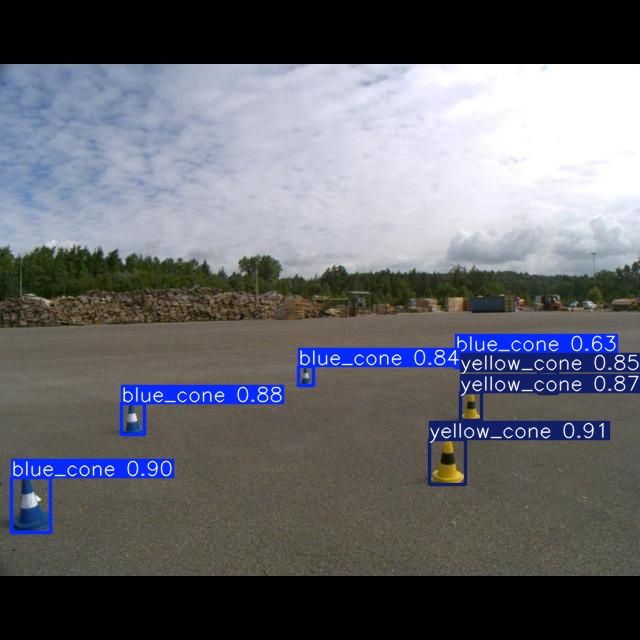 blue_cone 0.63
blue_cone 0.84
yellow_cone 0.85
yellow_cone 0.87
blue_cone 0.88
yellow_cone 0.91
blue_cone 0.90